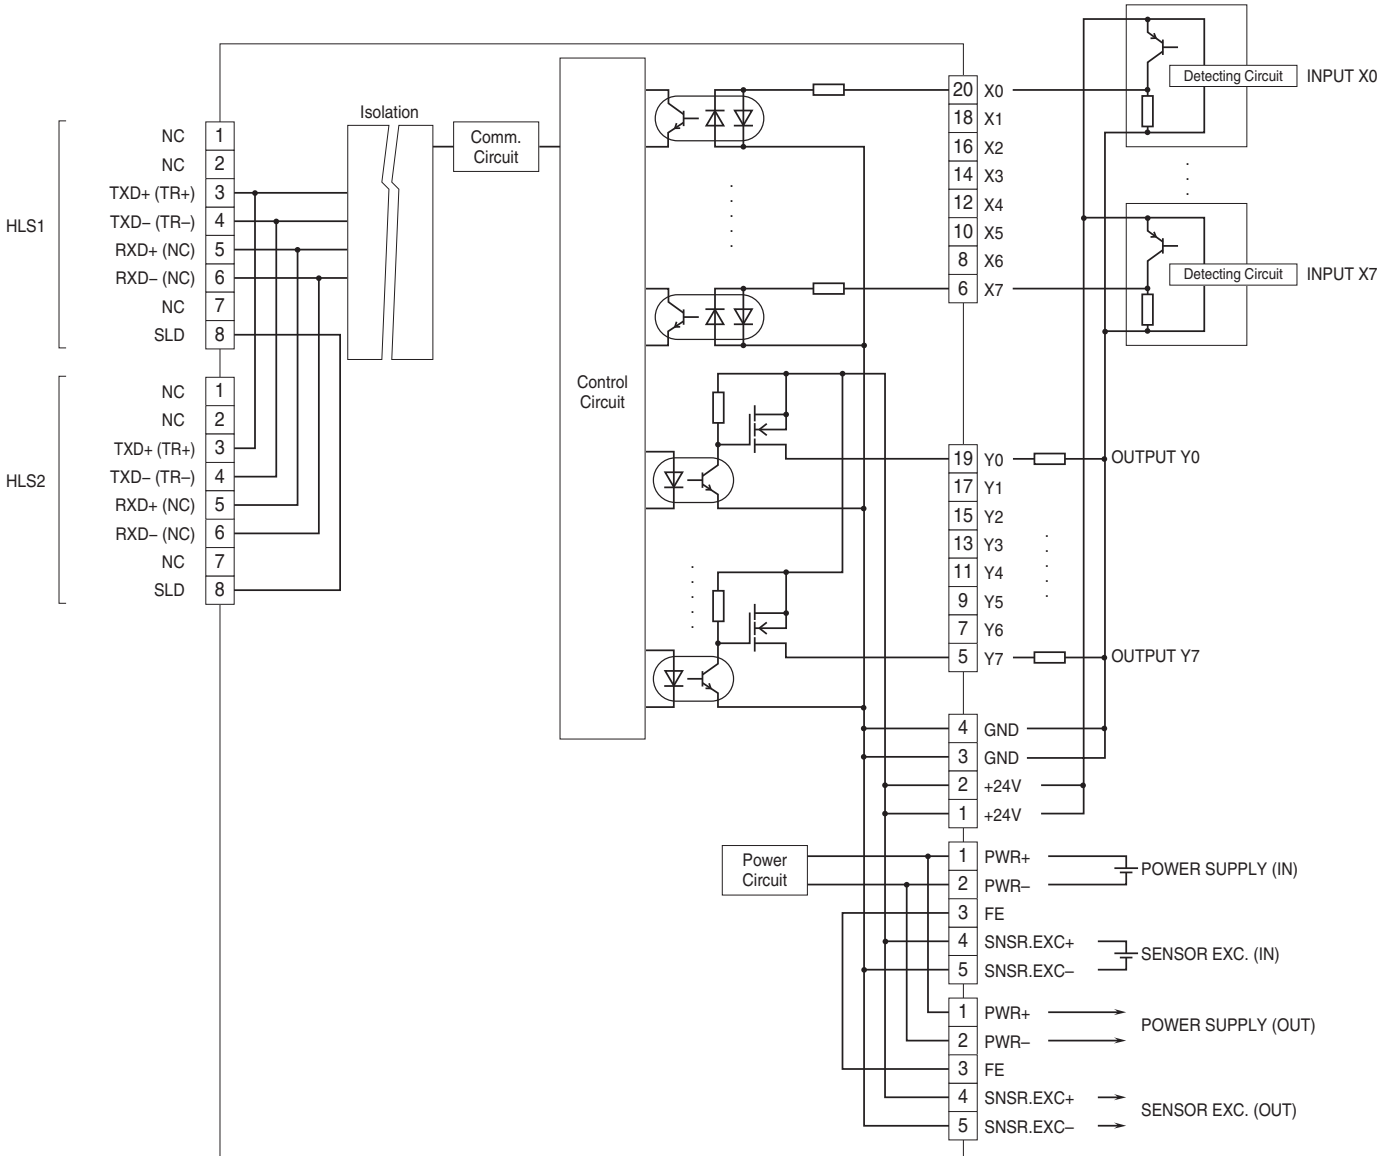 Isolation
Comm.
Circuit
Control
Circuit
HLS1
NC 1
NC 2
TXD+ (TR+) 3
TXD– (TR–) 4
RXD+ (NC) 5
RXD– (NC) 6
NC 7
SLD 8
HLS2
NC 1
NC 2
TXD+ (TR+) 3
TXD– (TR–) 4
RXD+ (NC) 5
RXD– (NC) 6
NC 7
SLD 8
20 X0
18 X1
16 X2
14 X3
12 X4
10 X5
8 X6
6 X7
Detecting Circuit INPUT X0
Detecting Circuit INPUT X7
19 Y0 OUTPUT Y0
17 Y1
15 Y2
13 Y3
11 Y4
9 Y5
7 Y6
5 Y7 OUTPUT Y7
4 GND
3 GND
2 +24V
1 +24V
Power
Circuit
1 PWR+
2 PWR–
POWER SUPPLY (IN)
3 FE
4 SNSR.EXC+
5 SNSR.EXC–
SENSOR EXC. (IN)
1 PWR+
2 PWR–
POWER SUPPLY (OUT)
3 FE
4 SNSR.EXC+
5 SNSR.EXC–
SENSOR EXC. (OUT)